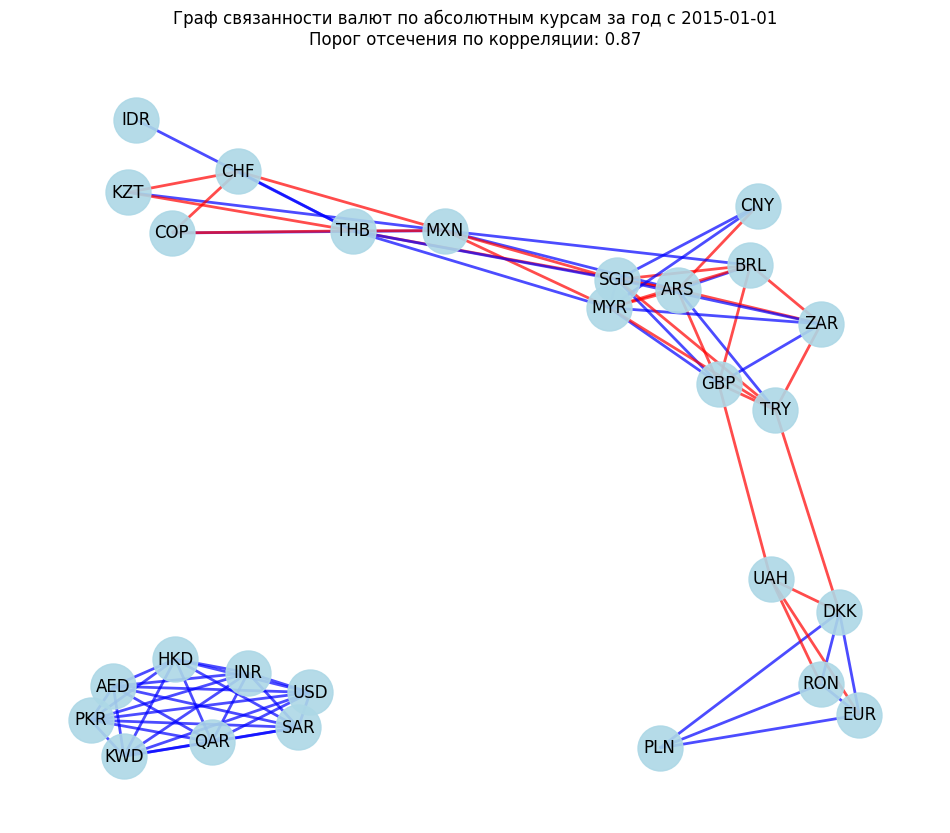 Граф связанности валют по абсолютным курсам за год с 2015-01-01
Порог отсечения по корреляции: 0.87
IDR
CHF
KZT
COP
THB
MXN
CNY
BRL
SGD
ARS
MYR
ZAR
GBP
TRY
UAH
DKK
HKD
INR
AED
USD
RON
PKR
EUR
SAR
QAR
KWD
PLN